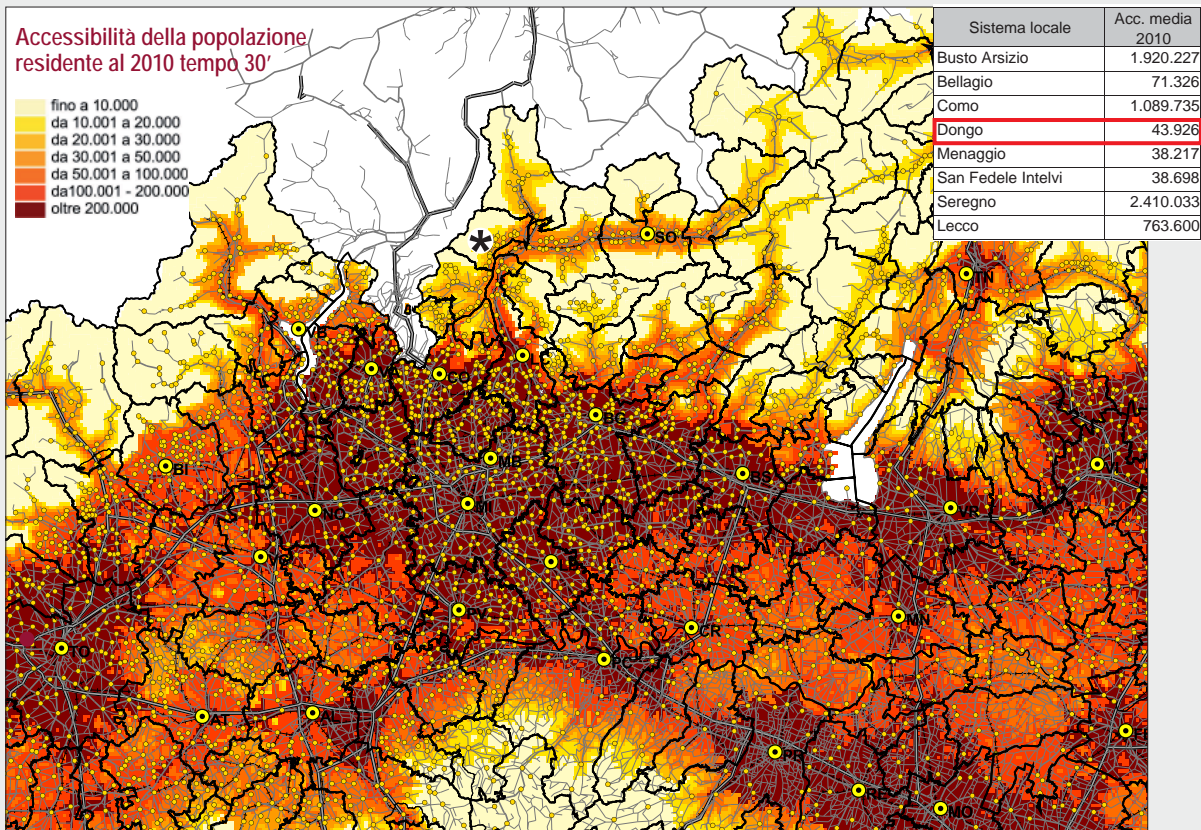 Accessibilità della popolazione
residente al 2010 tempo 30'
fino a 10.000
da 10.001 a 20.000
da 20.001 a 30.000
da 30.001 a 50.000
da 50.001 a 100.000
da100.001 - 200.000
oltre 200.000
Sistema locale Acc. media 2010
Busto Arsizio 1.920.227
Bellagio 71.326
Como 1.089.735
Dongo 43.926
Menaggio 38.217
San Fedele Intelvi 38.698
Seregno 2.410.033
Lecco 763.600
*
SO
TN
CO
BG
BI
MB
BS
NO
MI
VR
CR
MN
TO
PC
AT
AL
PR
RE
MO